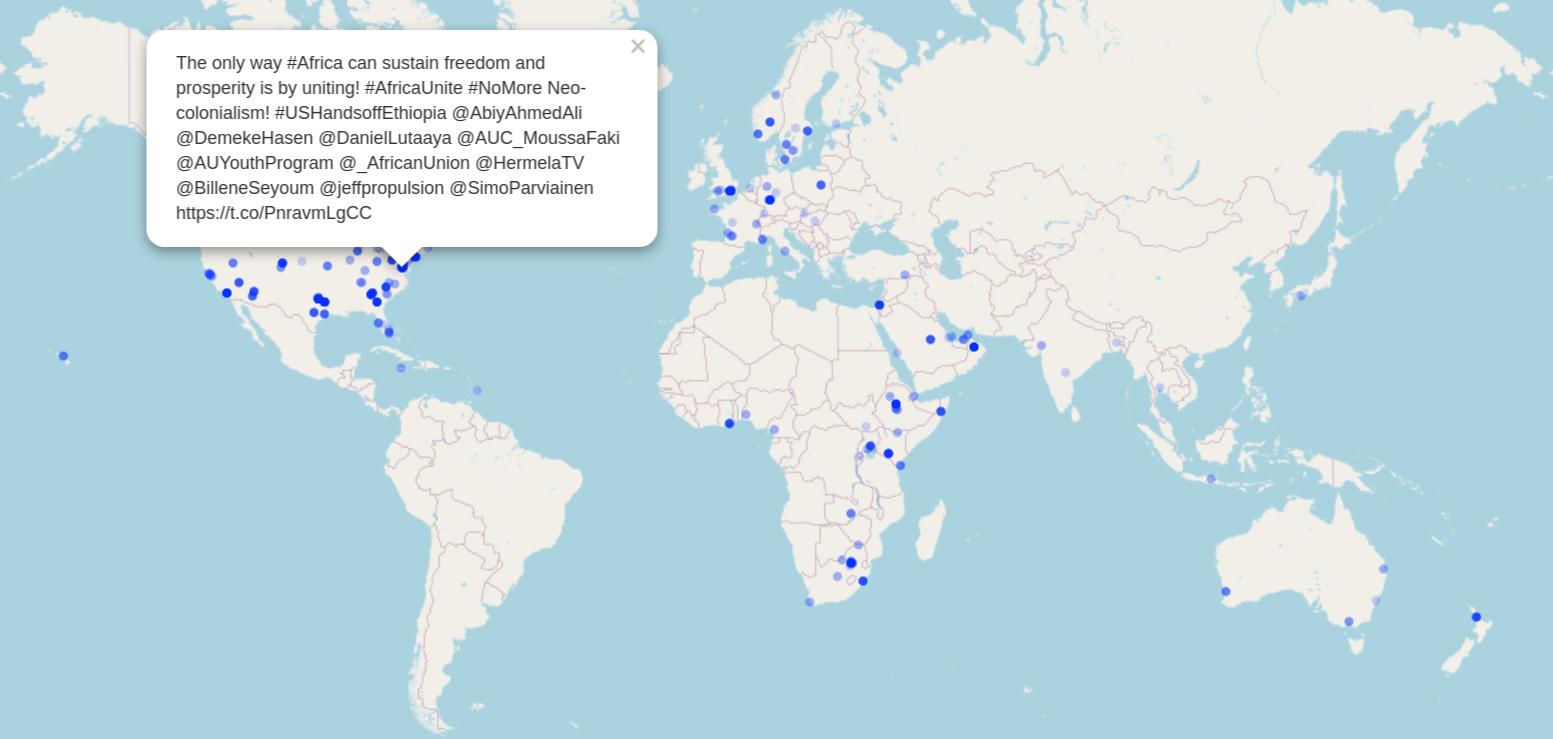 The only way #Africa can sustain freedom and
prosperity is by uniting! #AfricaUnite #NoMore Neo-
colonialism! #USHandsoffEthiopia @AbiyAhmedAli
@DemekeHasen @DanielLutaaya @AUC_MoussaFaki
@AUYouthProgram @_AfricanUnion @HermelaTV
@BilleneSeyoum @jeffpropulsion @SimoParviainen
https://t.co/PnravmLgCC